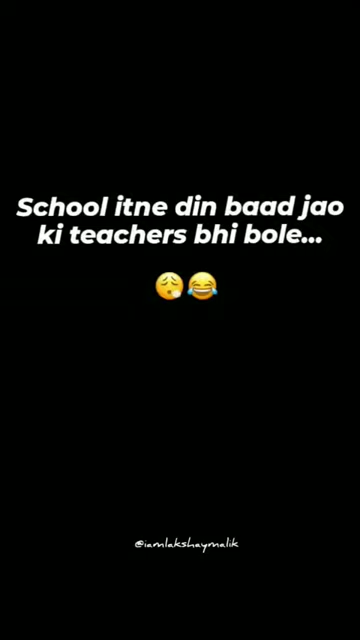 School itne din baad jao
ki teachers bhi bole...
😮‍💨😂
@iamlakshaymalik